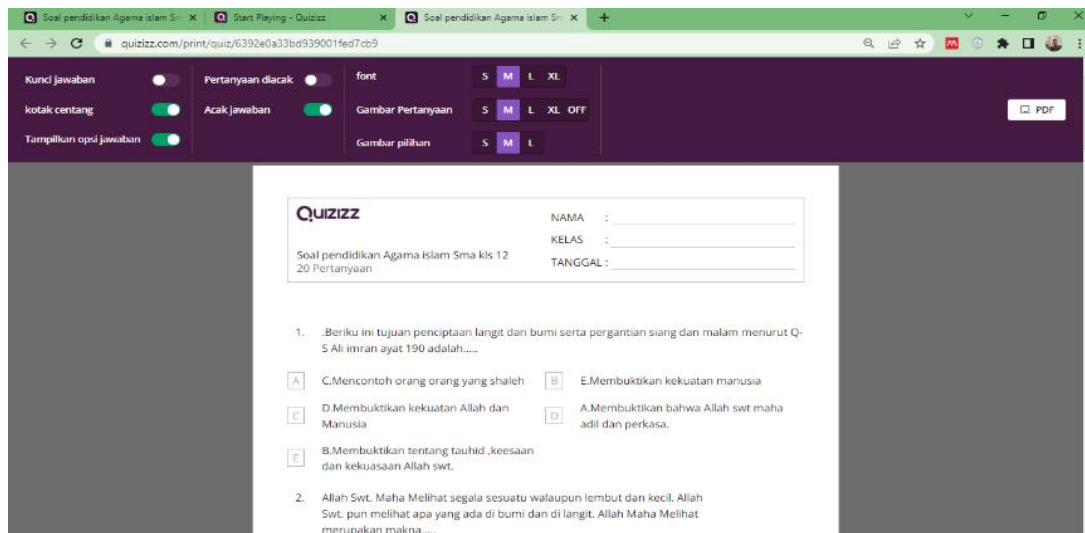 Soal pendidikan Agama islam Sm
Start Playing - Quizizz
Soal pendidikan Agama islam Sm
quizizz.com/print/quiz/6392e0a33bd939001fed7cb9
Kunci jawaban
Pertanyaan diacak
font
S M L XL
kotak centang
Acak jawaban
Gambar Pertanyaan
S M L XL OFF
PDF
Tampilkan opsi jawaban
Gambar pilihan
S M L
Quizizz
NAMA :
KELAS :
Soal pendidikan Agama islam Sma kls 12
TANGGAL :
20 Pertanyaan
1. .Beriku ini tujuan penciptaan langit dan bumi serta pergantian siang dan malam menurut Q-
S Ali imran ayat 190 adalah.....
A C.Mencontoh orang orang yang shaleh
B E.Membuktikan kekuatan manusia
C D.Membuktikan kekuatan Allah dan
Manusia
D A.Membuktikan bahwa Allah swt maha
adil dan perkasa.
E B.Membuktikan tentang tauhid ,keesaan
dan kekuasaan Allah swt.
2. Allah Swt. Maha Melihat segala sesuatu walaupun lembut dan kecil. Allah
Swt. pun melihat apa yang ada di bumi dan di langit. Allah Maha Melihat
merupakan makna.....